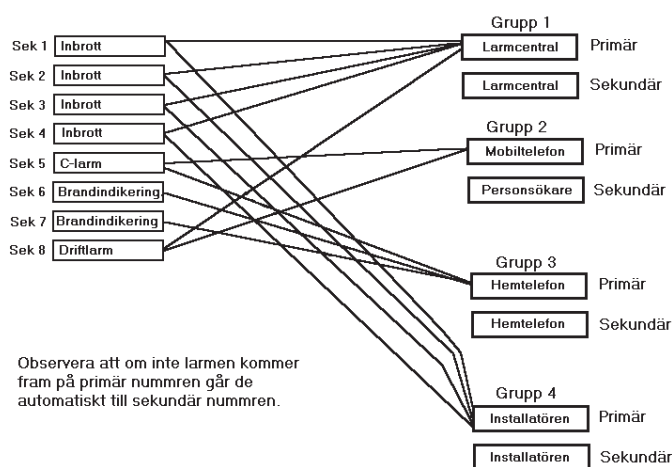 Sek 1 Inbrott
Sek 2 Inbrott
Sek 3 Inbrott
Sek 4 Inbrott
Sek 5 C-larm
Sek 6 Brandindikering
Sek 7 Brandindikering
Sek 8 Driftlarm
Grupp 1
Larmcentral Primär
Larmcentral Sekundär
Grupp 2
Mobiltelefon Primär
Personsökare Sekundär
Grupp 3
Hemtelefon Primär
Hemtelefon Sekundär
Grupp 4
Installatören Primär
Installatören Sekundär
Observera att om inte larmen kommer
fram på primär nummren går de
automatiskt till sekundär nummren.